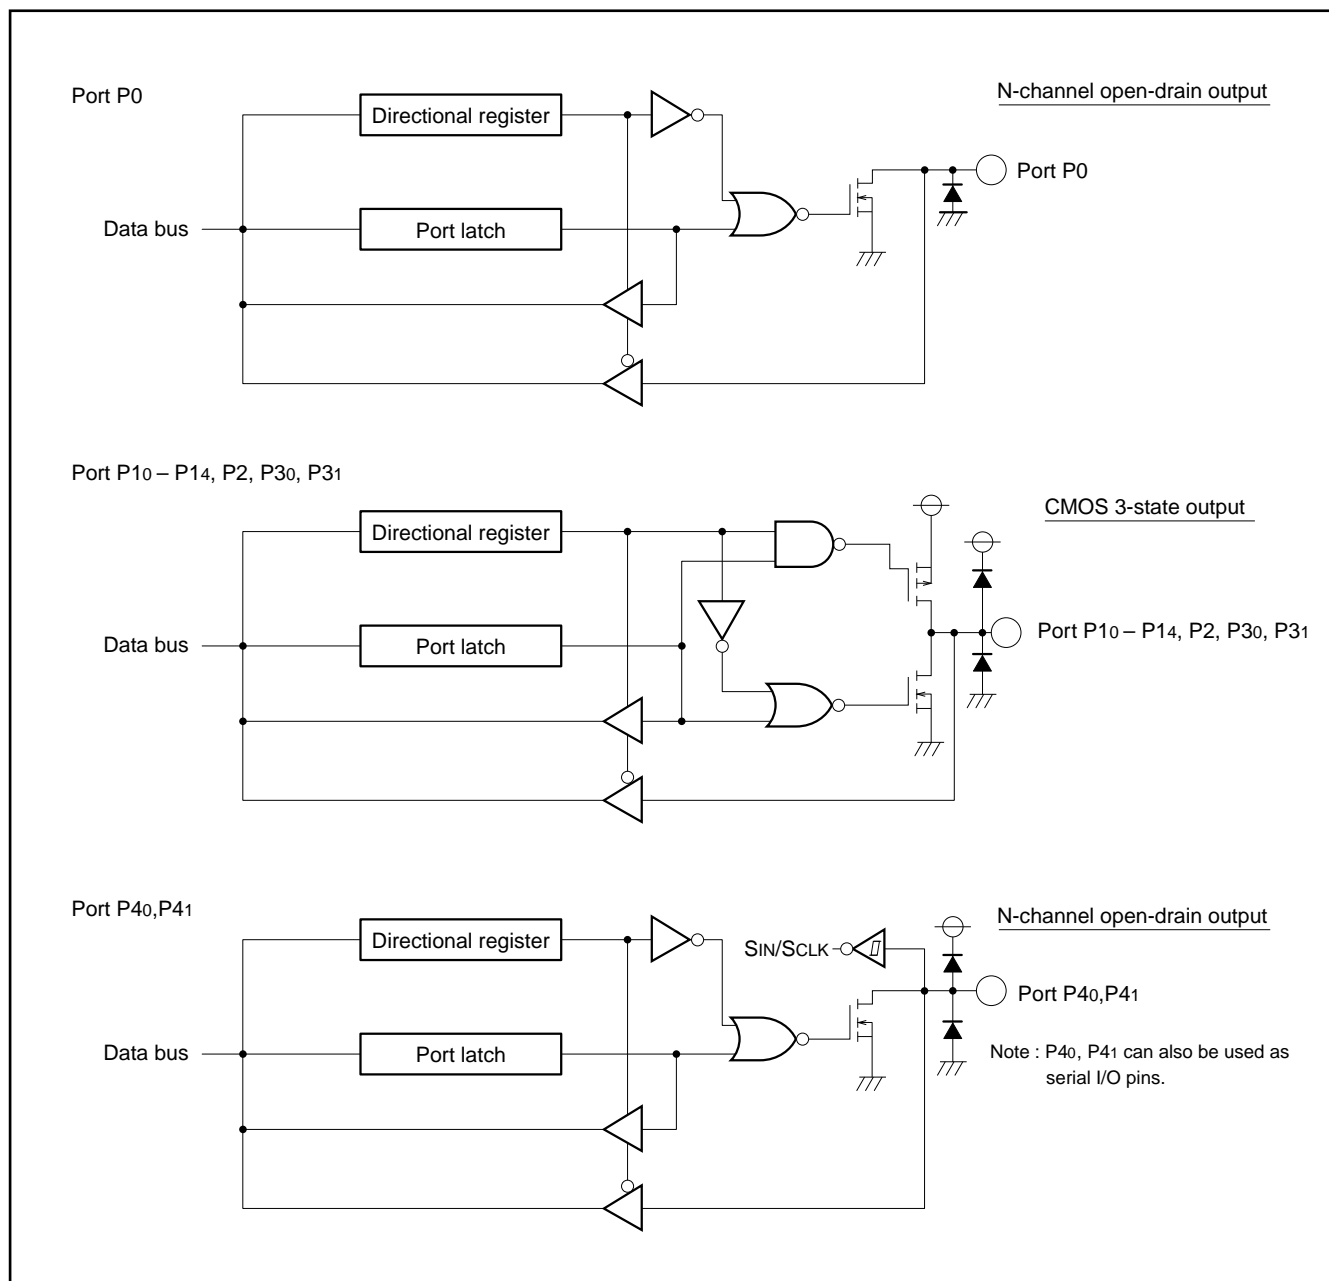 Port P0
N-channel open-drain output
Directional register
Port P0
Data bus
Port latch
Port P10 – P14, P2, P30, P31
CMOS 3-state output
Directional register
Port P10 – P14, P2, P30, P31
Data bus
Port latch
Port P40,P41
N-channel open-drain output
Directional register
SIN/SCLK
Port P40,P41
Data bus
Port latch
Note : P40, P41 can also be used as
serial I/O pins.